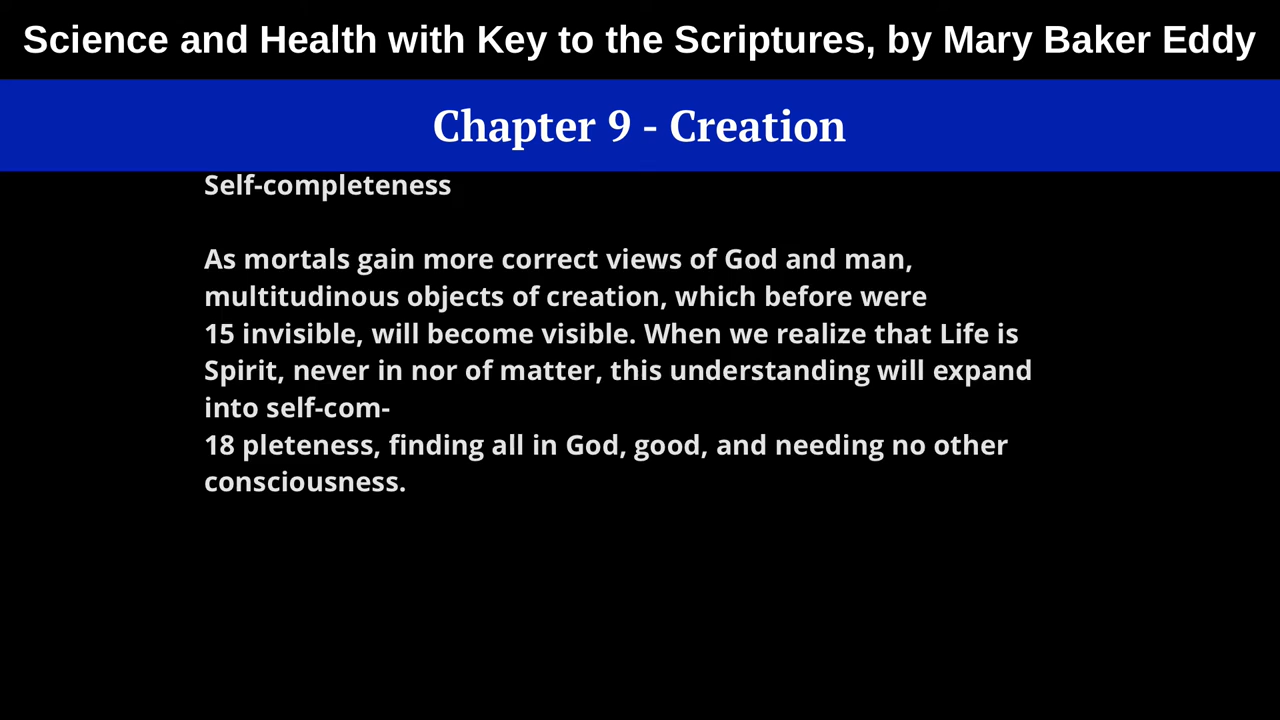 Science and Health with Key to the Scriptures, by Mary Baker Eddy
Chapter 9 - Creation
Self-completeness
As mortals gain more correct views of God and man,
multitudinous objects of creation, which before were
15 invisible, will become visible. When we realize that Life is
Spirit, never in nor of matter, this understanding will expand
into self-com-
18 pleteness, finding all in God, good, and needing no other
consciousness.